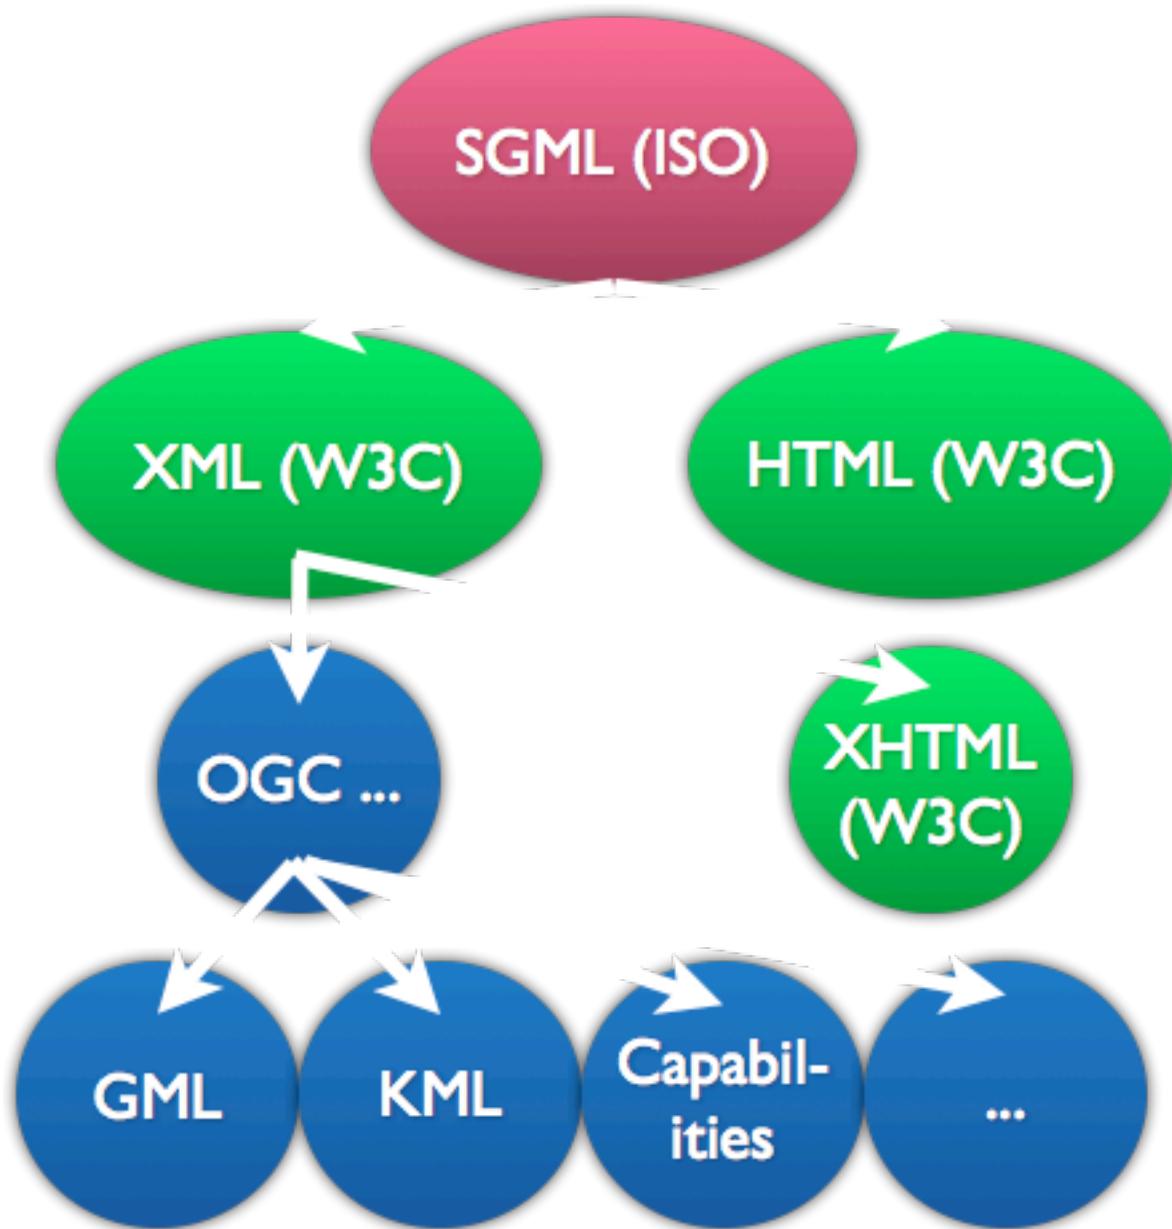 SGML (ISO)
XML (W3C)
HTML (W3C)
OGC ...
XHTML
(W3C)
GML
KML
Capabil-
ities
...